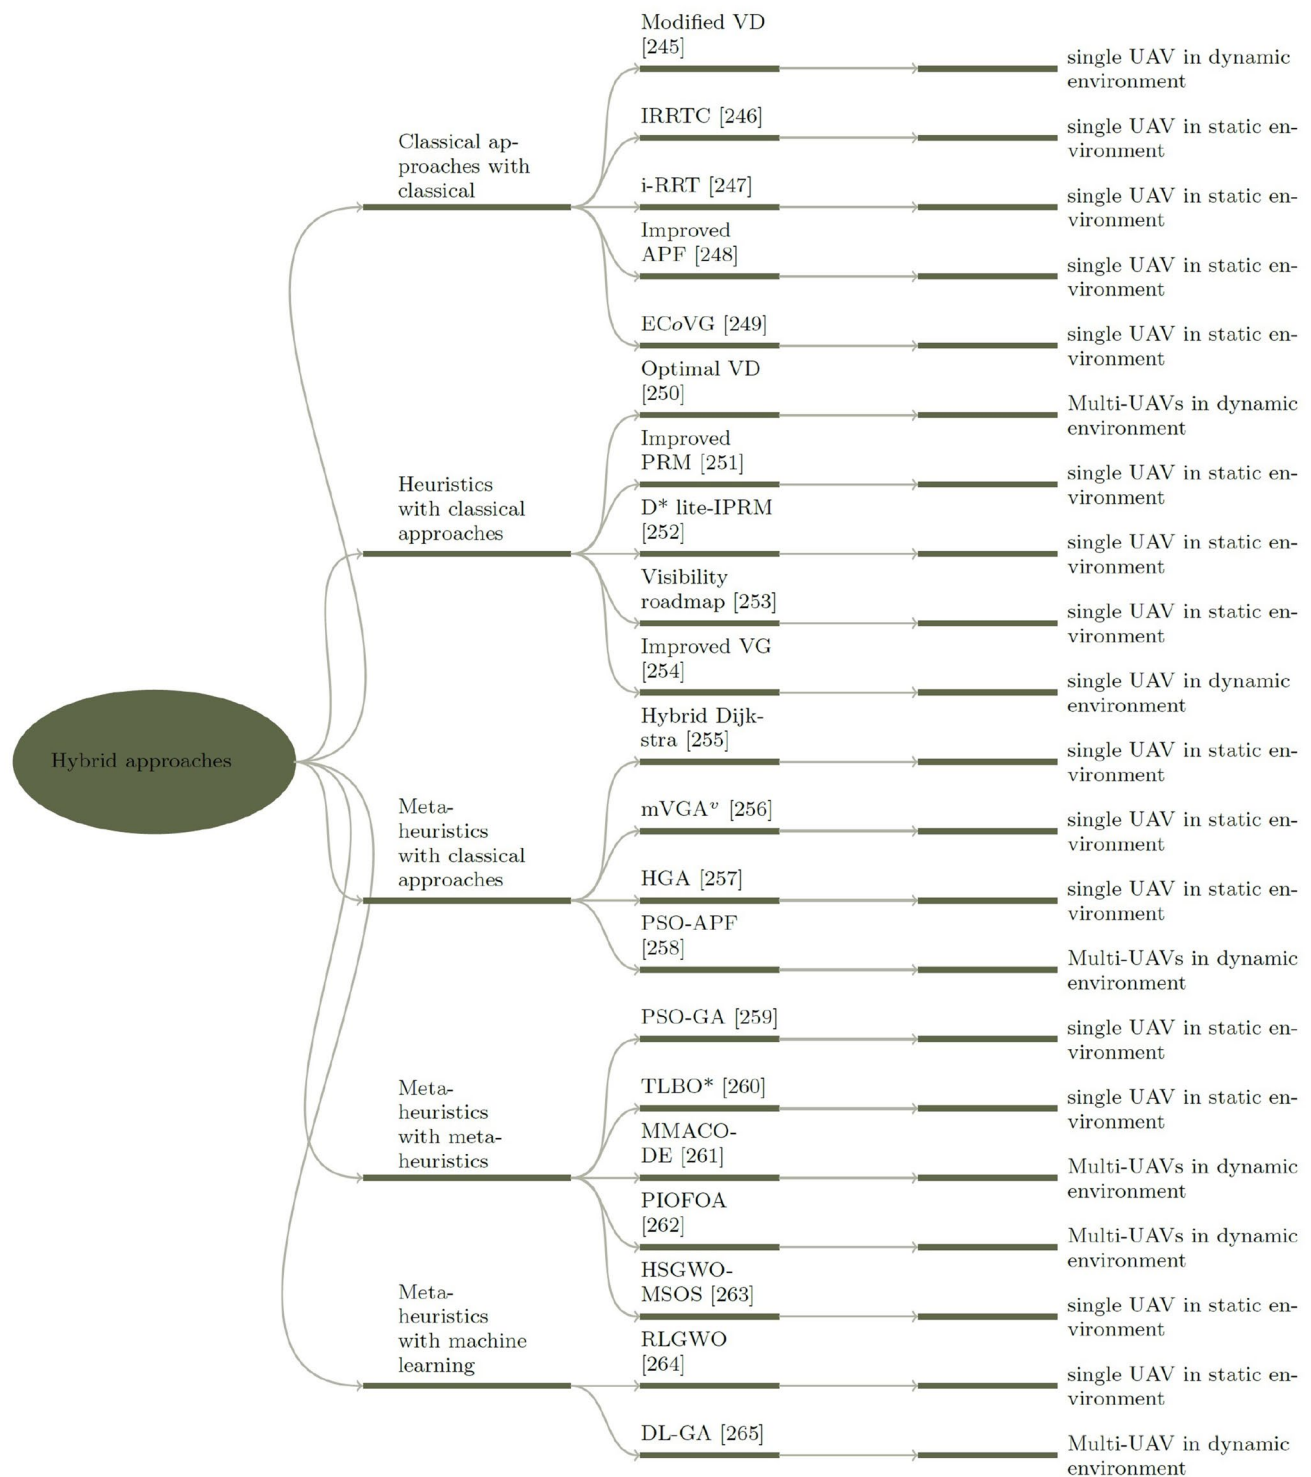 Hybrid approaches
Classical ap-
proaches with
classical
Modified VD
[245]
single UAV in dynamic
environment
IRRTC [246]
single UAV in static en-
vironment
i-RRT [247]
single UAV in static en-
vironment
Improved
APF [248]
single UAV in static en-
vironment
ECoVG [249]
single UAV in static en-
vironment
Heuristics
with classical
approaches
Optimal VD
[250]
Multi-UAVs in dynamic
environment
Improved
PRM [251]
single UAV in static en-
vironment
D* lite-IPRM
[252]
single UAV in static en-
vironment
Visibility
roadmap [253]
single UAV in static en-
vironment
Improved VG
[254]
single UAV in dynamic
environment
Meta-
heuristics
with classical
approaches
Hybrid Dijk-
stra [255]
single UAV in static en-
vironment
mVGAᵛ [256]
single UAV in static en-
vironment
HGA [257]
single UAV in static en-
vironment
PSO-APF
[258]
Multi-UAVs in dynamic
environment
Meta-
heuristics
with meta-
heuristics
PSO-GA [259]
single UAV in static en-
vironment
TLBO* [260]
single UAV in static en-
vironment
MMACO-
DE [261]
Multi-UAVs in dynamic
environment
PIOFOA
[262]
Multi-UAVs in dynamic
environment
HSGWO-
MSOS [263]
single UAV in static en-
vironment
Meta-
heuristics
with machine
learning
RLGWO
[264]
single UAV in static en-
vironment
DL-GA [265]
Multi-UAV in dynamic
environment